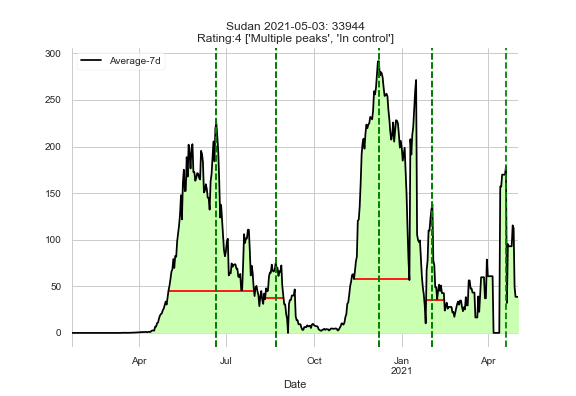 Sudan 2021-05-03: 33944
Rating:4 ['Multiple peaks', 'In control']
Average-7d
300
250
200
150
100
50
0
Apr
Jul
Oct
Jan
2021
Apr
Date